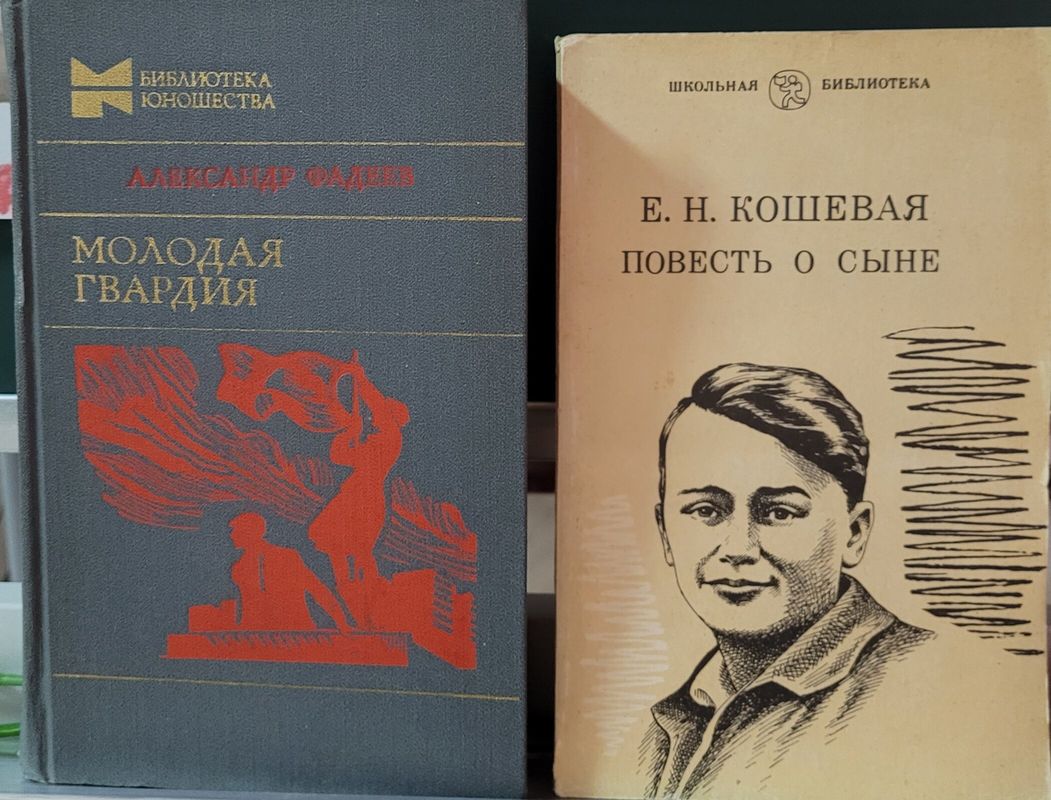 БИБЛИОТЕКА
ЮНОШЕСТВА
АЛЕКСАНДР ФАДЕЕВ
МОЛОДАЯ
ГВАРДИЯ
ШКОЛЬНАЯ БИБЛИОТЕКА
Е. Н. КОШЕВАЯ
ПОВЕСТЬ О СЫНЕ